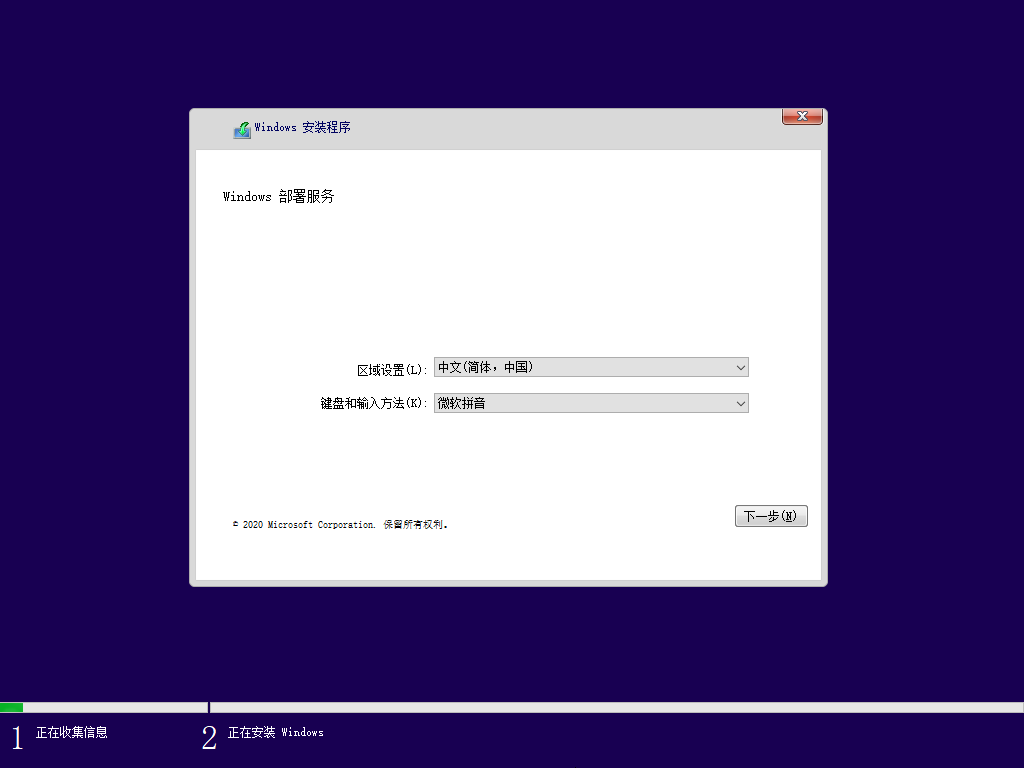 Windows 安装程序
Windows 部署服务
区域设置(L): 中文(简体，中国)
键盘和输入方法(K): 微软拼音
© 2020 Microsoft Corporation. 保留所有权利。
下一步(N)
1 正在收集信息 2 正在安装 Windows